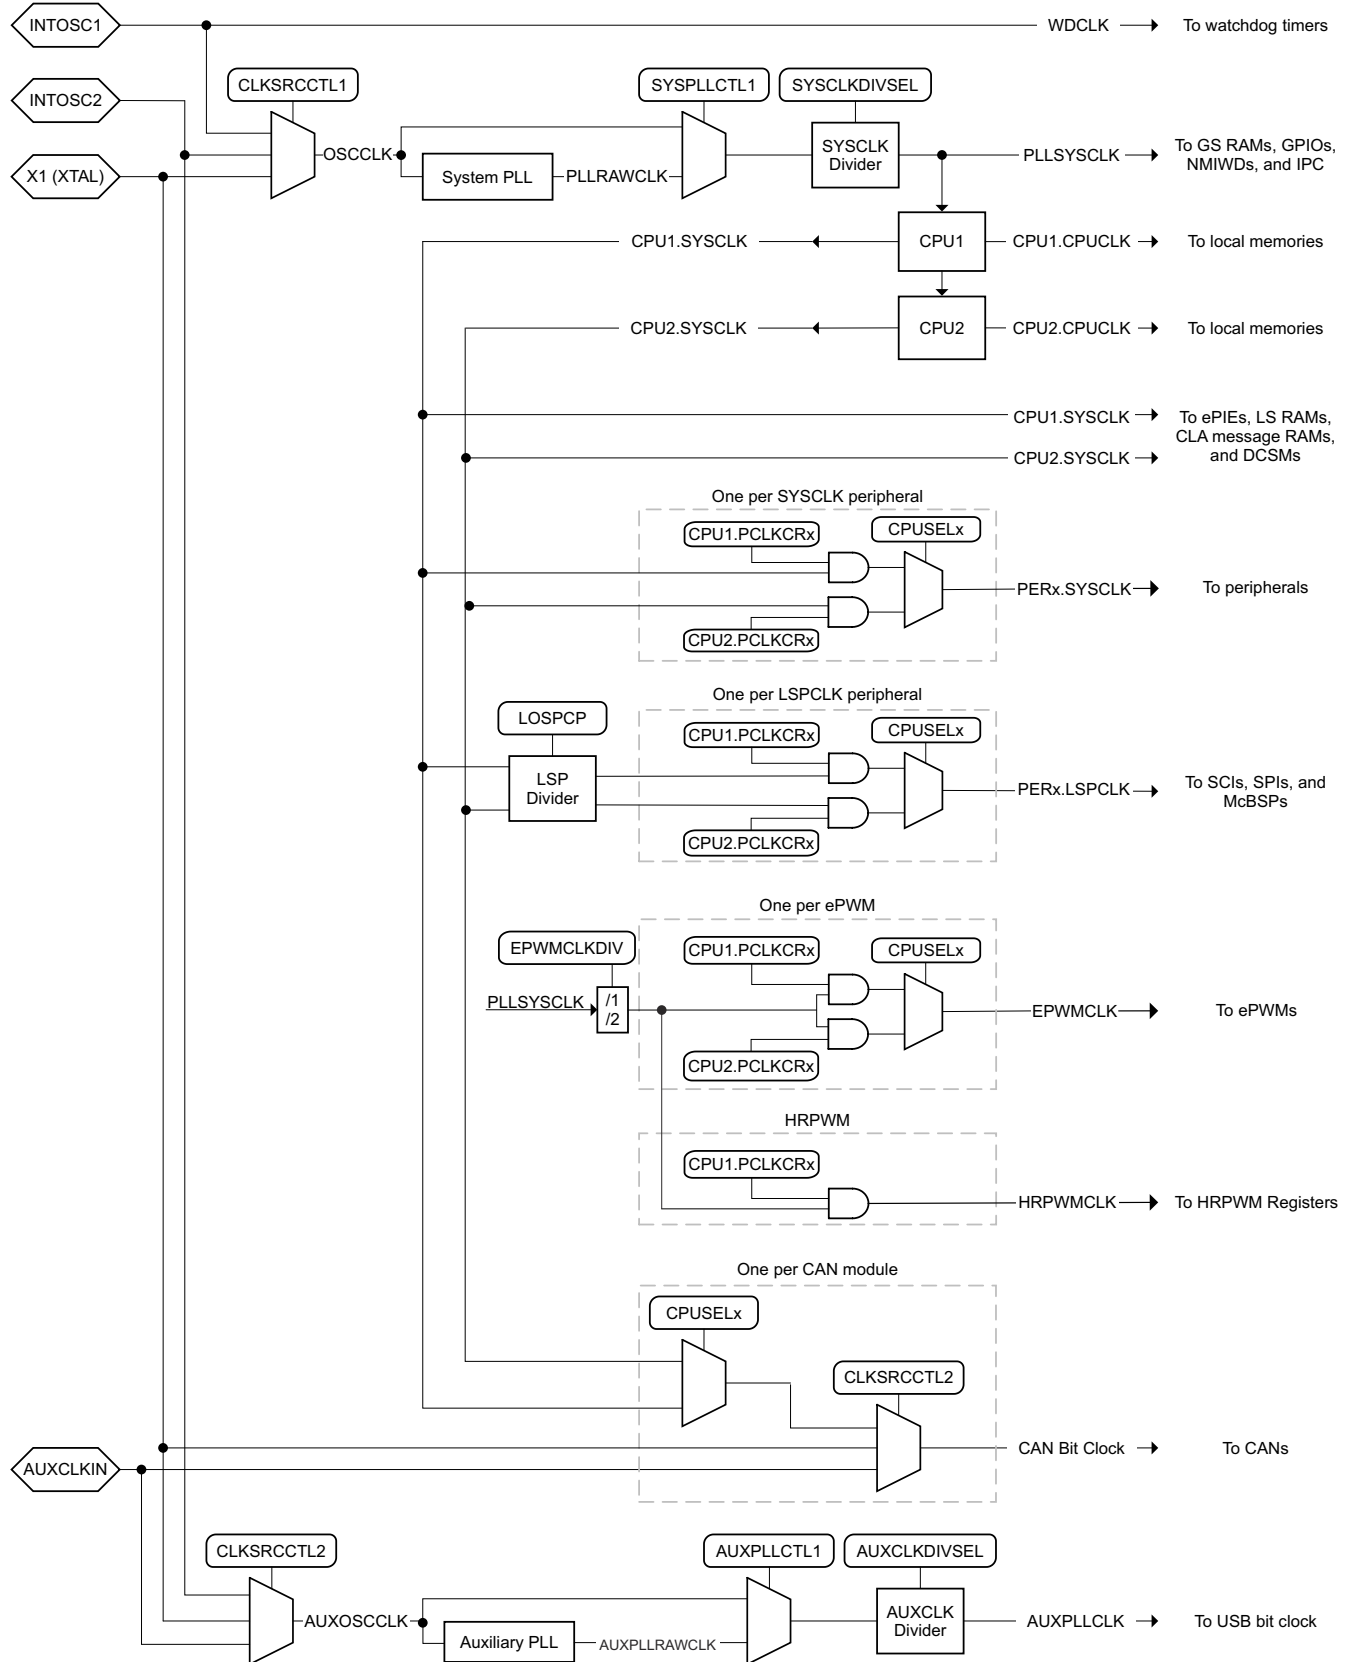 INTOSC1
WDCLK
To watchdog timers
CLKSRCCTL1
SYSPLLCTL1
SYSCLKDIVSEL
INTOSC2
OSCCLK
SYSCLK
Divider
PLLSYSCLK
To GS RAMs, GPIOs,
NMIWDs, and IPC
X1 (XTAL)
System PLL
PLLRAWCLK
CPU1.SYSCLK
CPU1
CPU1.CPUCLK
To local memories
CPU2.SYSCLK
CPU2
CPU2.CPUCLK
To local memories
CPU1.SYSCLK
To ePIEs, LS RAMs,
CLA message RAMs,
and DCSMs
CPU2.SYSCLK
One per SYSCLK peripheral
CPU1.PCLKCRx
CPUSELx
PERx.SYSCLK
To peripherals
CPU2.PCLKCRx
One per LSPCLK peripheral
LOSPCP
CPU1.PCLKCRx
CPUSELx
LSP
Divider
PERx.LSPCLK
To SCIs, SPIs, and
McBSPs
CPU2.PCLKCRx
One per ePWM
EPWMCLKDIV
CPU1.PCLKCRx
CPUSELx
PLLSYSCLK
/1
/2
EPWMCLK
To ePWMs
CPU2.PCLKCRx
HRPWM
CPU1.PCLKCRx
HRPWMCLK
To HRPWM Registers
One per CAN module
CPUSELx
CLKSRCCTL2
CAN Bit Clock
To CANs
AUXCLKIN
CLKSRCCTL2
AUXPLLCTL1
AUXCLKDIVSEL
AUXOSCCLK
AUXCLK
Divider
AUXPLLCLK
To USB bit clock
Auxiliary PLL
AUXPLLRAWCLK